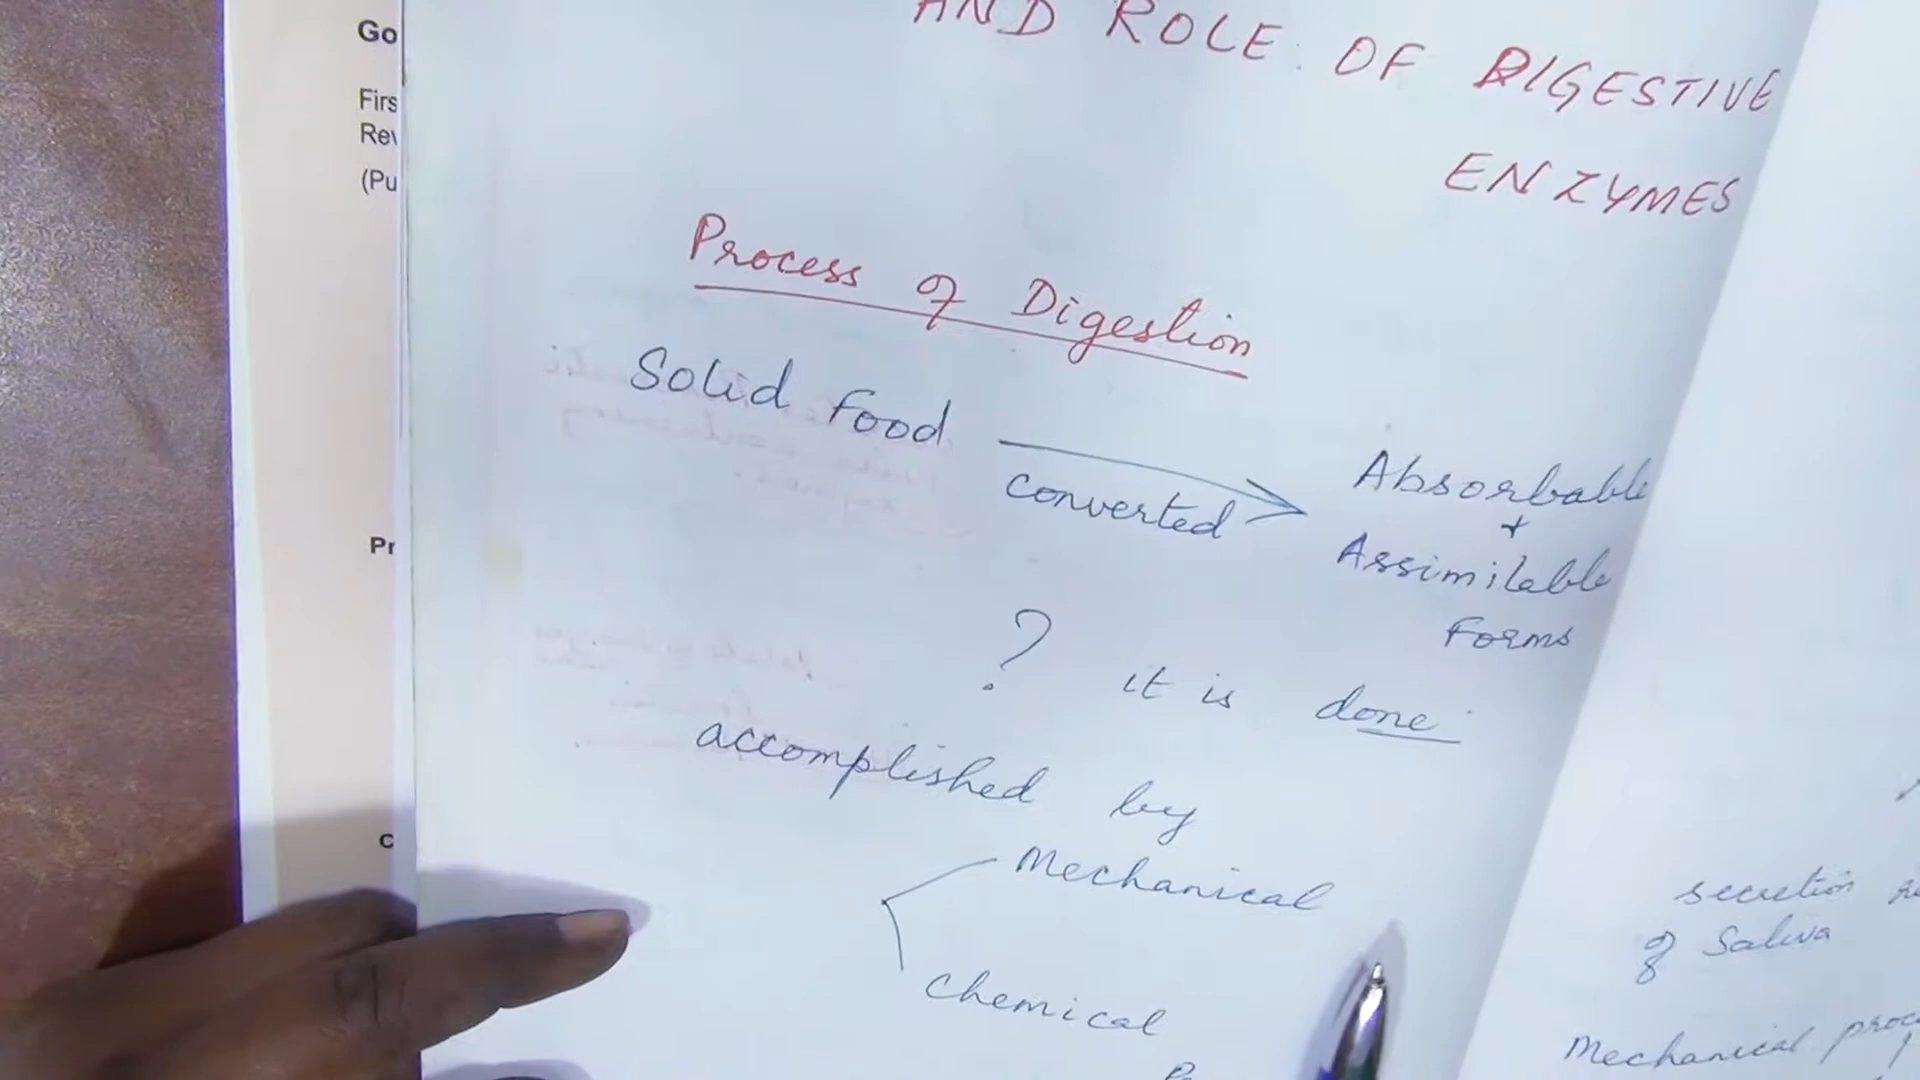 Go
Firs
Rev
(Pu
Pr
C
AND ROLE OF DIGESTIVE
ENZYMES
Process of Digestion
Solid Food
converted
Absorbable
+
Assimilable
Forms
? it is done
accomplished by
Mechanical
Chemical
secretion
of Saliva
Mechanical proc